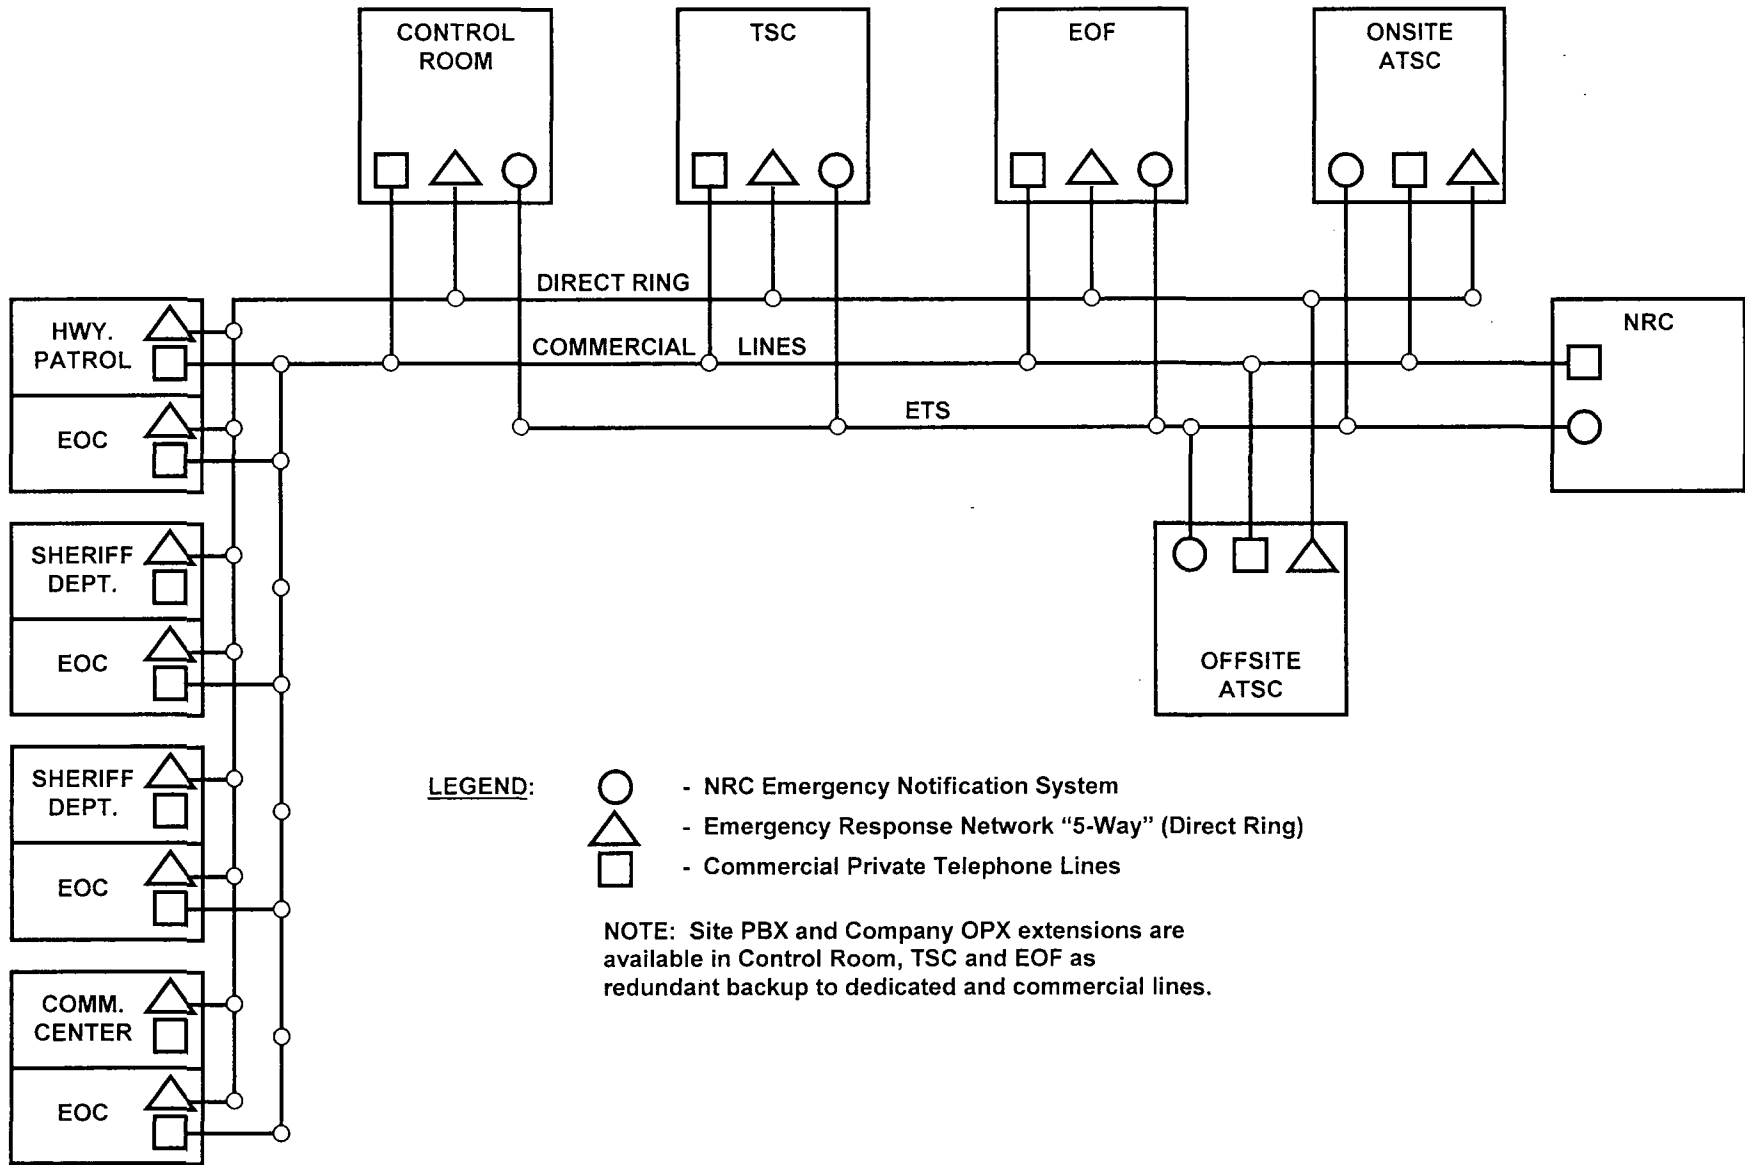 CONTROL
ROOM
TSC
EOF
ONSITE
ATSC
DIRECT RING
HWY.
PATROL
COMMERCIAL LINES
NRC
ETS
EOC
SHERIFF
DEPT.
EOC
OFFSITE
ATSC
SHERIFF
DEPT.
EOC
LEGEND:
- NRC Emergency Notification System
- Emergency Response Network “5-Way” (Direct Ring)
- Commercial Private Telephone Lines
NOTE: Site PBX and Company OPX extensions are
available in Control Room, TSC and EOF as
redundant backup to dedicated and commercial lines.
COMM.
CENTER
EOC